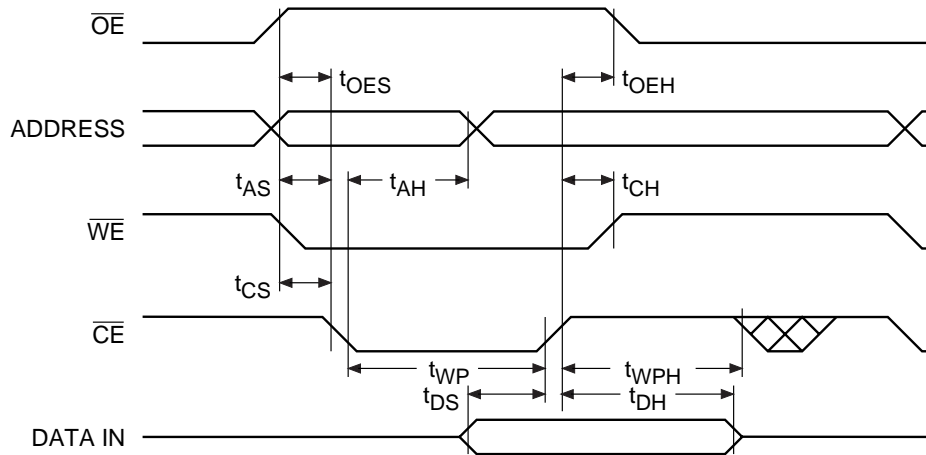 OE
tOES
tOEH
ADDRESS
tAS
tAH
tCH
WE
tCS
CE
tWP
tWPH
tDS
tDH
DATA IN